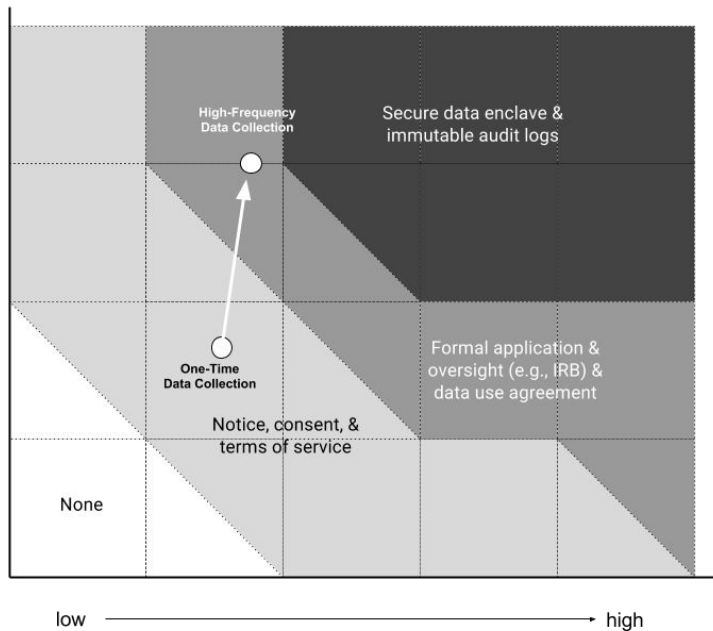 High-Frequency
Data Collection
Secure data enclave &
immutable audit logs
One-Time
Data Collection
Formal application &
oversight (e.g., IRB) &
data use agreement
Notice, consent, &
terms of service
None
low
high